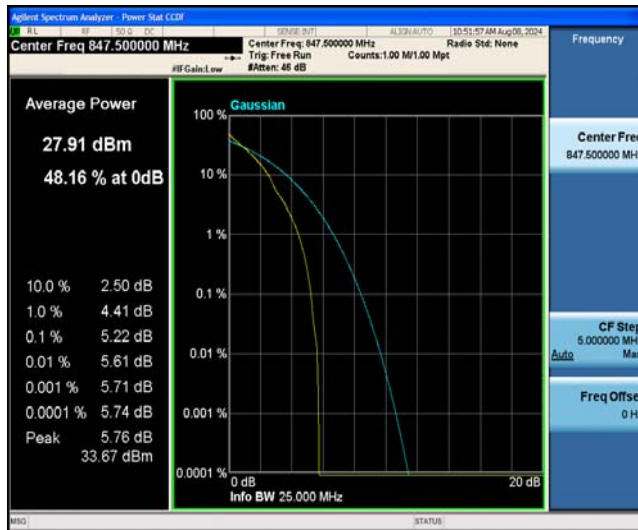 Agilent Spectrum Analyzer - Power Stat CCDF
RL RF 50 Ω DC SENSE:INT ALIGN AUTO 10:51:57 AM Aug 08, 2024
Center Freq 847.500000 MHz
Center Freq: 847.500000 MHz Radio Std: None
Trig: Free Run Counts:1.00 M/1.00 Mpt
#IFGain:Low #Atten: 46 dB
Frequency
Average Power
27.91 dBm
48.16 % at 0dB
10.0 % 2.50 dB
1.0 % 4.41 dB
0.1 % 5.22 dB
0.01 % 5.61 dB
0.001 % 5.71 dB
0.0001 % 5.74 dB
Peak 5.76 dB
33.67 dBm
Gaussian
100 %
10 %
1 %
0.1 %
0.01 %
0.001 %
0.0001 %
0 dB 20 dB
Info BW 25.000 MHz
Center Fre
847.500000 MH
CF Step
5.000000 MH
Auto Ma
Freq Offse
0 H
MSG STATUS